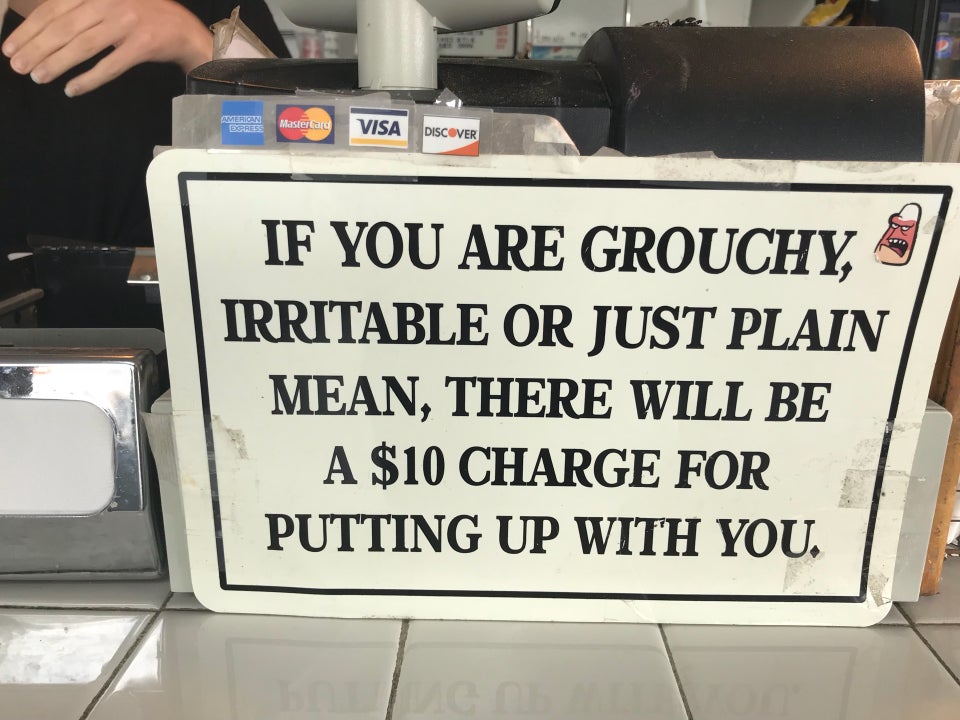 AMERICAN
EXPRESS
MasterCard
VISA
DISCOVER
IF YOU ARE GROUCHY,
IRRITABLE OR JUST PLAIN
MEAN, THERE WILL BE
A $10 CHARGE FOR
PUTTING UP WITH YOU.